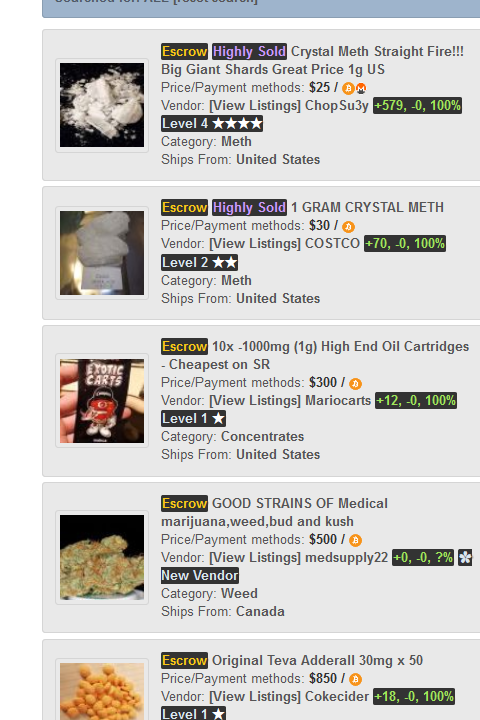 Escrow Highly Sold Crystal Meth Straight Fire!!!
Big Giant Shards Great Price 1g US
Price/Payment methods: $25 /
Vendor: [View Listings] ChopSu3y +579, -0, 100%
Level 4 ★★★★
Category: Meth
Ships From: United States
Escrow Highly Sold 1 GRAM CRYSTAL METH
Price/Payment methods: $30 /
Vendor: [View Listings] COSTCO +70, -0, 100%
Level 2 ★★
Category: Meth
Ships From: United States
Escrow 10x -1000mg (1g) High End Oil Cartridges
- Cheapest on SR
Price/Payment methods: $300 /
Vendor: [View Listings] Mariocarts +12, -0, 100%
Level 1 ★
Category: Concentrates
Ships From: United States
EXOTIC
CARTS
Escrow GOOD STRAINS OF Medical
marijuana,weed,bud and kush
Price/Payment methods: $500 /
Vendor: [View Listings] medsupply22 +0, -0, ?%
New Vendor
Category: Weed
Ships From: Canada
Escrow Original Teva Adderall 30mg x 50
Price/Payment methods: $850 /
Vendor: [View Listings] Cokecider +18, -0, 100%
Level 1 ★